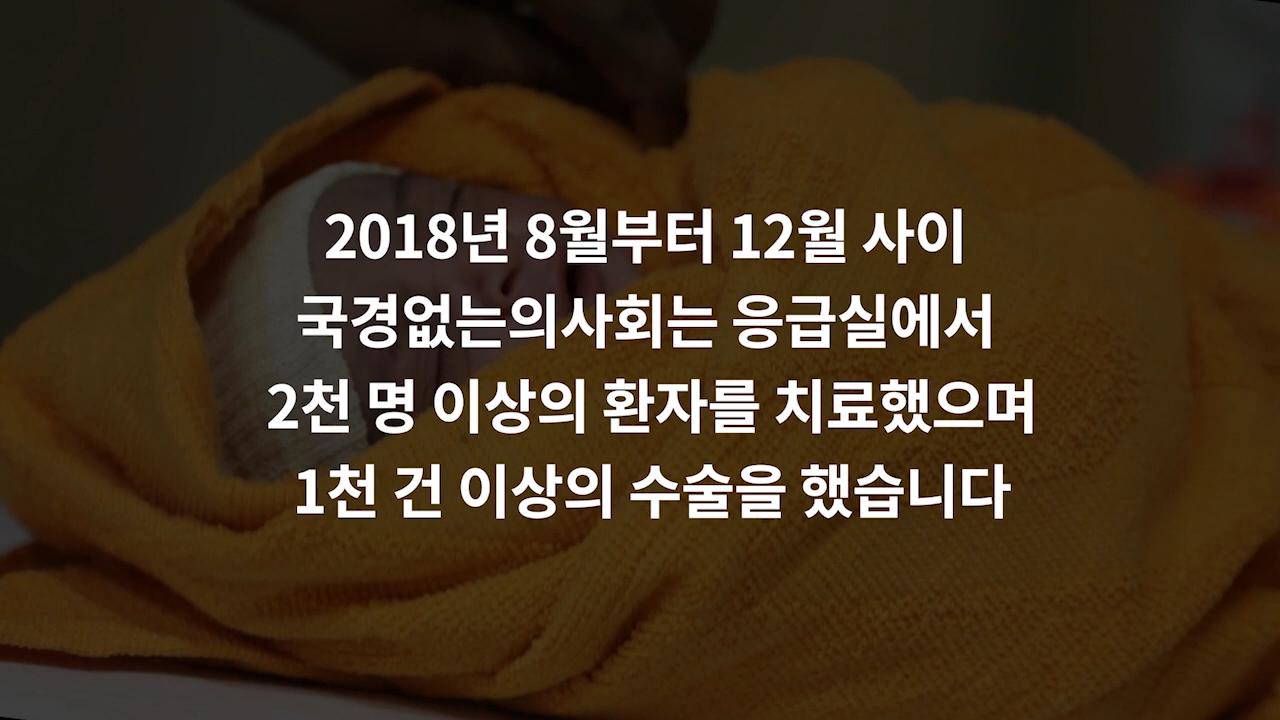 2018년 8월부터 12월 사이
국경없는의사회는 응급실에서
2천 명 이상의 환자를 치료했으며
1천 건 이상의 수술을 했습니다